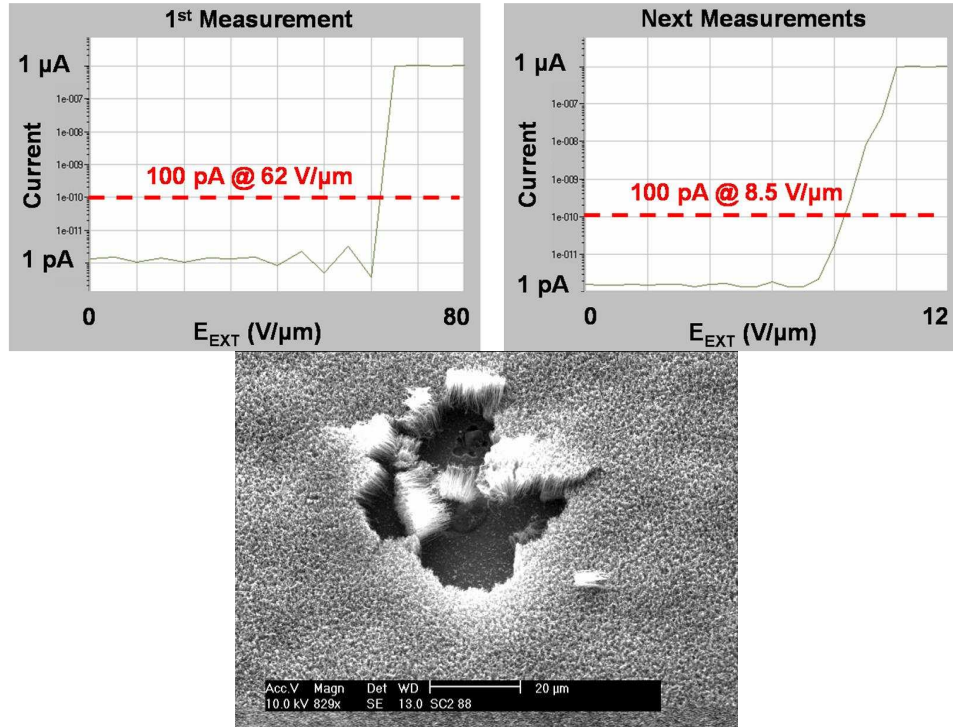 1st Measurement
1 µA
1e-007
1e-008
1e-009
1e-010
1e-011
1 pA
Current
100 pA @ 62 V/µm
0
80
EEXT (V/µm)
Next Measurements
1 µA
1e-007
1e-008
1e-009
1e-010
1e-011
1 pA
Current
100 pA @ 8.5 V/µm
0
12
EEXT (V/µm)
Acc.V Magn Det WD 20 µm
10.0 kV 829x SE 13.0 SC2 88